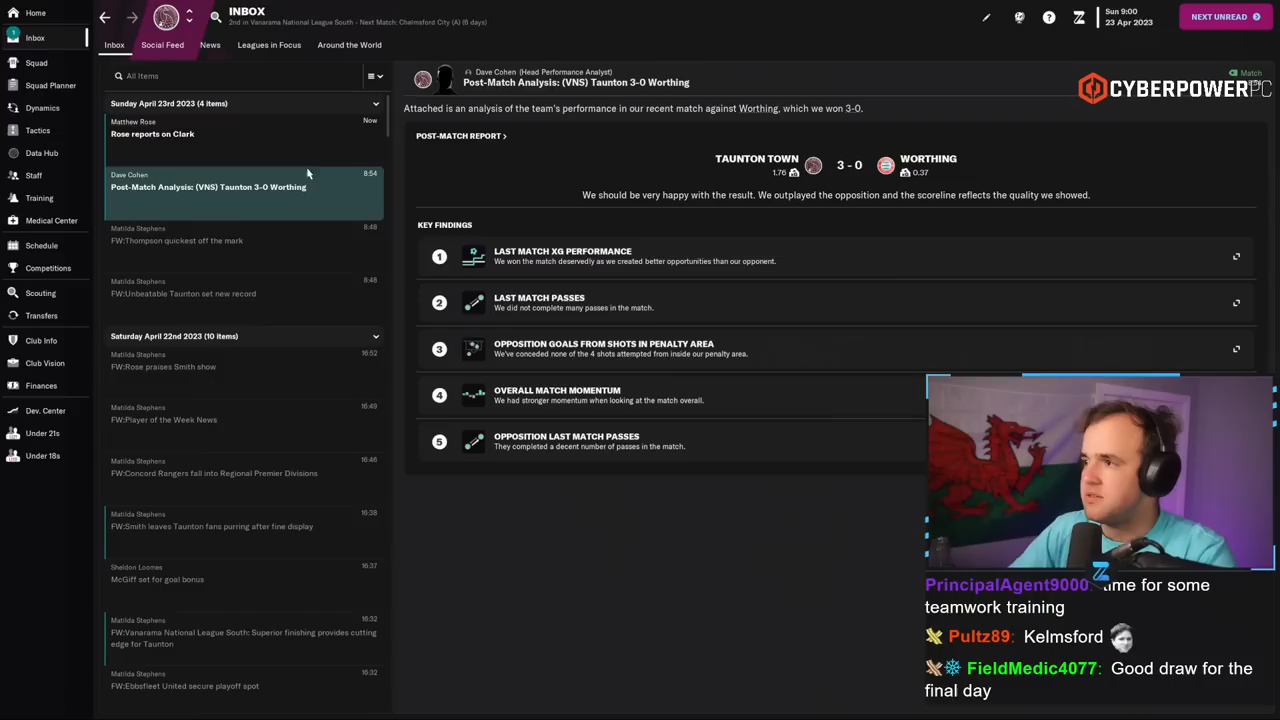 INBOX
2nd in Vanarama National League South - Next Match: Chelmsford City (A) (6 days)
Sun 9:00
23 Apr 2023
NEXT UNREAD
Home
1
Inbox
Squad
Squad Planner
Dynamics
Tactics
Data Hub
Staff
Training
Medical Center
Schedule
Competitions
Scouting
Transfers
Club Info
Club Vision
Finances
Dev. Center
Under 21s
Under 18s
Inbox
Social Feed
News
Leagues in Focus
Around the World
All Items
Sunday April 23rd 2023 (4 items)
Matthew Rose
Now
Rose reports on Clark
Dave Cohen
8:54
Post-Match Analysis: (VNS) Taunton 3-0 Worthing
Matilda Stephens
8:48
FW:Thompson quickest off the mark
Matilda Stephens
8:48
FW:Unbeatable Taunton set new record
Saturday April 22nd 2023 (10 items)
Matilda Stephens
16:52
FW:Rose praises Smith show
Matilda Stephens
16:49
FW:Player of the Week News
Matilda Stephens
16:46
FW:Concord Rangers fall into Regional Premier Divisions
Matilda Stephens
16:38
FW:Smith leaves Taunton fans purring after fine display
Sheldon Loomes
16:37
McGiff set for goal bonus
Matilda Stephens
16:32
FW:Vanarama National League South: Superior finishing provides cutting
edge for Taunton
Matilda Stephens
16:32
FW:Ebbsfleet United secure playoff spot
Dave Cohen (Head Performance Analyst)
Post-Match Analysis: (VNS) Taunton 3-0 Worthing
Match
CYBERPOWERPC
Attached is an analysis of the team's performance in our recent match against Worthing, which we won 3-0.
POST-MATCH REPORT
TAUNTON TOWN
1.76
3 - 0
WORTHING
0.37
We should be very happy with the result. We outplayed the opposition and the scoreline reflects the quality we showed.
KEY FINDINGS
1
LAST MATCH XG PERFORMANCE
We won the match deservedly as we created better opportunities than our opponent.
2
LAST MATCH PASSES
We did not complete many passes in the match.
3
OPPOSITION GOALS FROM SHOTS IN PENALTY AREA
We've conceded none of the 4 shots attempted from inside our penalty area.
4
OVERALL MATCH MOMENTUM
We had stronger momentum when looking at the match overall.
5
OPPOSITION LAST MATCH PASSES
They completed a decent number of passes in the match.
PrincipalAgent9000: time for some
teamwork training
Pultz89: Kelmsford
FieldMedic4077: Good draw for the
final day